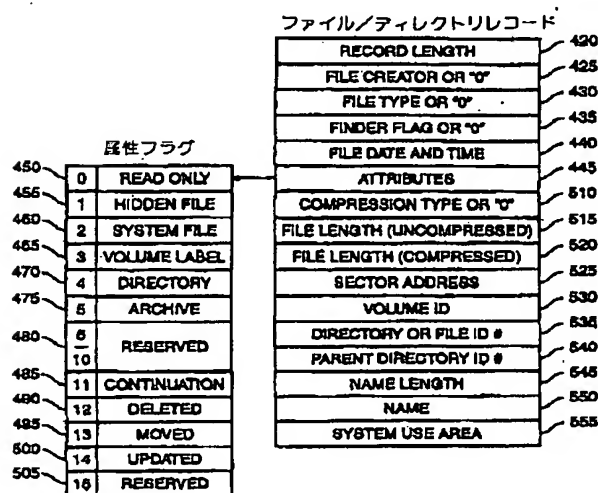 ファイル/ディレクトリレコード
RECORD LENGTH 420
FILE CREATOR OR "0" 425
FILE TYPE OR "0" 430
FINDER FLAG OR "0" 435
FILE DATE AND TIME 440
ATTRIBUTES 445
COMPRESSION TYPE OR "0" 510
FILE LENGTH (UNCOMPRESSED) 515
FILE LENGTH (COMPRESSED) 520
SECTOR ADDRESS 525
VOLUME ID 530
DIRECTORY OR FILE ID # 535
PARENT DIRECTORY ID # 540
NAME LENGTH 545
NAME 550
SYSTEM USE AREA 555
属性フラグ
450 0 READ ONLY
455 1 HIDDEN FILE
460 2 SYSTEM FILE
465 3 VOLUME LABEL
470 4 DIRECTORY
475 5 ARCHIVE
480 6-10 RESERVED
485 11 CONTINUATION
490 12 DELETED
495 13 MOVED
500 14 UPDATED
505 15 RESERVED